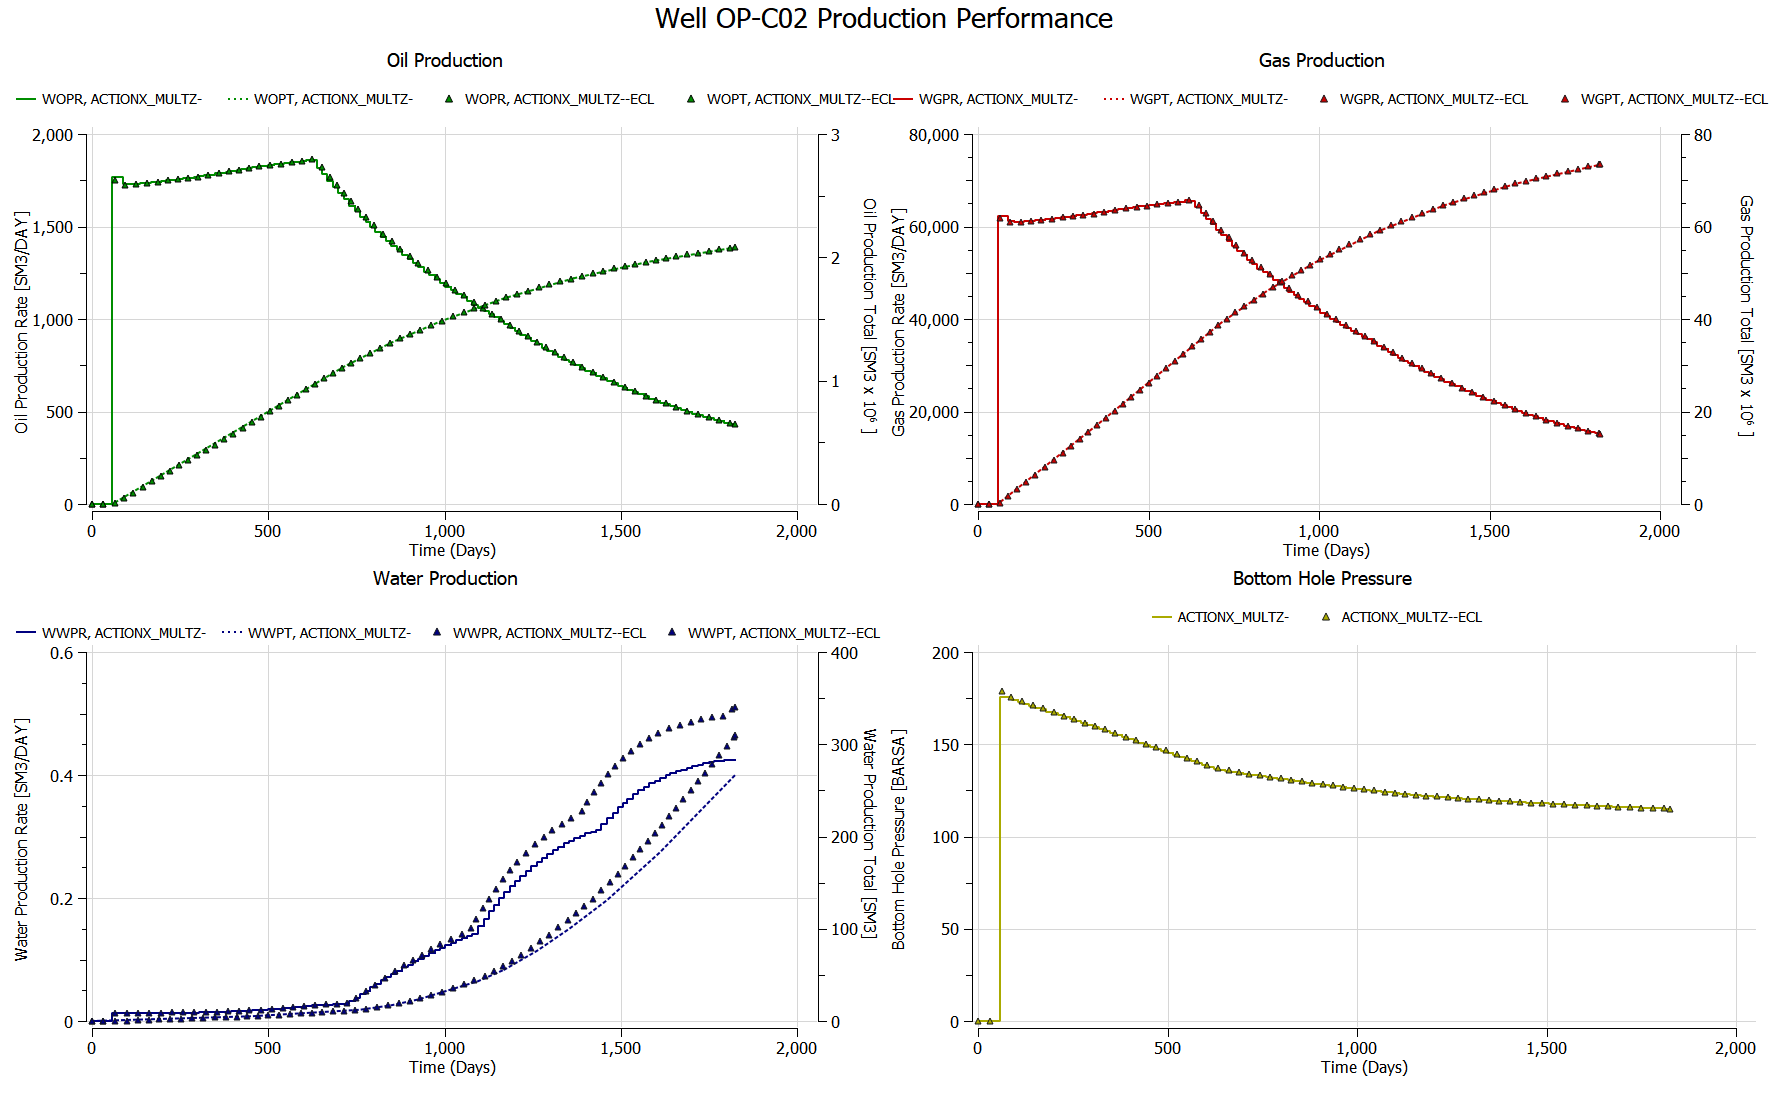 Well OP-C02 Production Performance
Oil Production
WOPR, ACTIONX_MULTZ- WOPT, ACTIONX_MULTZ- WOPR, ACTIONX_MULTZ--ECL WOPT, ACTIONX_MULTZ--ECL
2,000
1,500
1,000
500
0
Oil Production Rate [SM3/DAY]
3
2
1
0
Oil Production Total [SM3 x 10⁶ ]
0 500 1,000 1,500 2,000
Time (Days)
Gas Production
WGPR, ACTIONX_MULTZ- WGPT, ACTIONX_MULTZ- WGPR, ACTIONX_MULTZ--ECL WGPT, ACTIONX_MULTZ--ECL
80,000
60,000
40,000
20,000
0
Gas Production Rate [SM3/DAY]
80
60
40
20
0
Gas Production Total [SM3 x 10⁶ ]
0 500 1,000 1,500 2,000
Time (Days)
Water Production
WWPR, ACTIONX_MULTZ- WWPT, ACTIONX_MULTZ- WWPR, ACTIONX_MULTZ--ECL WWPT, ACTIONX_MULTZ--ECL
0.6
0.4
0.2
0
Water Production Rate [SM3/DAY]
400
300
200
100
0
Water Production Total [SM3]
0 500 1,000 1,500 2,000
Time (Days)
Bottom Hole Pressure
ACTIONX_MULTZ- ACTIONX_MULTZ--ECL
200
150
100
50
0
Bottom Hole Pressure [BARSA]
0 500 1,000 1,500 2,000
Time (Days)